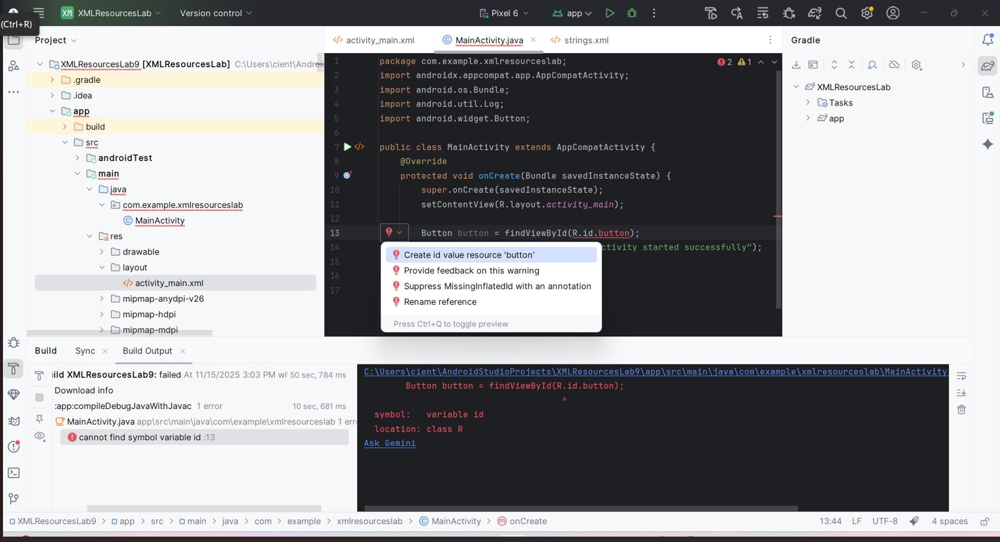 XM XMLResourcesLab
Version control
Pixel 6
app
(Ctrl+R)
Project
activity_main.xml
MainActivity.java
strings.xml
Gradle
XMLResourcesLab9 [XMLResourcesLab] C:\Users\cient\Androi
.gradle
.idea
app
build
src
androidTest
main
java
com.example.xmlresourceslab
MainActivity
res
drawable
layout
activity_main.xml
mipmap-anydpi-v26
mipmap-hdpi
mipmap-mdpi
2 1
1 package com.example.xmlresourceslab;
2 import androidx.appcompat.app.AppCompatActivity;
3 import android.os.Bundle;
4 import android.util.Log;
5 import android.widget.Button;
6
7 public class MainActivity extends AppCompatActivity {
8 @Override
9 protected void onCreate(Bundle savedInstanceState) {
10 super.onCreate(savedInstanceState);
11 setContentView(R.layout.activity_main);
12
13 Button button = findViewById(R.id.button);
14 ctivity started successfully");
15
16
17
Create id value resource 'button'
Provide feedback on this warning
Suppress MissingInflatedId with an annotation
Rename reference
Press Ctrl+Q to toggle preview
XMLResourcesLab
Tasks
app
Build
Sync
Build Output
ild XMLResourcesLab9: failed At 11/15/2025 3:03 PM wi 50 sec, 784 ms
Download info
:app:compileDebugJavaWithJavac 1 error 10 sec, 681 ms
MainActivity.java app\src\main\java\com\example\xmlresourceslab 1 err
cannot find symbol variable id :13
C:\Users\cient\AndroidStudioProjects\XMLResourcesLab9\app\src\main\java\com\example\xmlresourceslab\MainActivity
Button button = findViewById(R.id.button);
^
symbol: variable id
location: class R
Ask Gemini
XMLResourcesLab9 > app > src > main > java > com > example > xmlresourceslab > MainActivity > onCreate
13:44 LF UTF-8 4 spaces